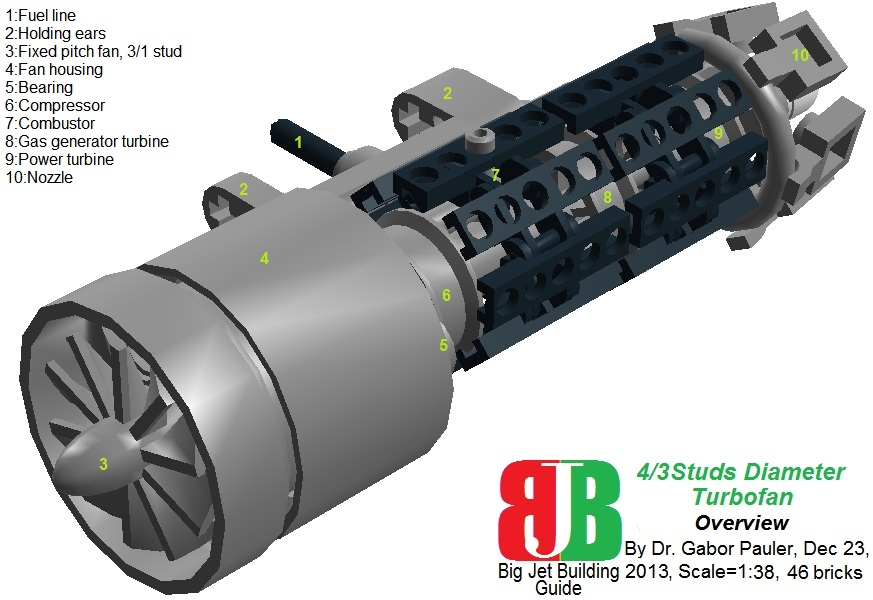 1:Fuel line
2:Holding ears
3:Fixed pitch fan, 3/1 stud
4:Fan housing
5:Bearing
6:Compressor
7:Combustor
8:Gas generator turbine
9:Power turbine
10:Nozzle
10
2
9
1
7
2
8
4
6
5
3
BJB
4/3Studs Diameter
Turbofan
Overview
By Dr. Gabor Pauler, Dec 23,
Big Jet Building 2013, Scale=1:38, 46 bricks
Guide